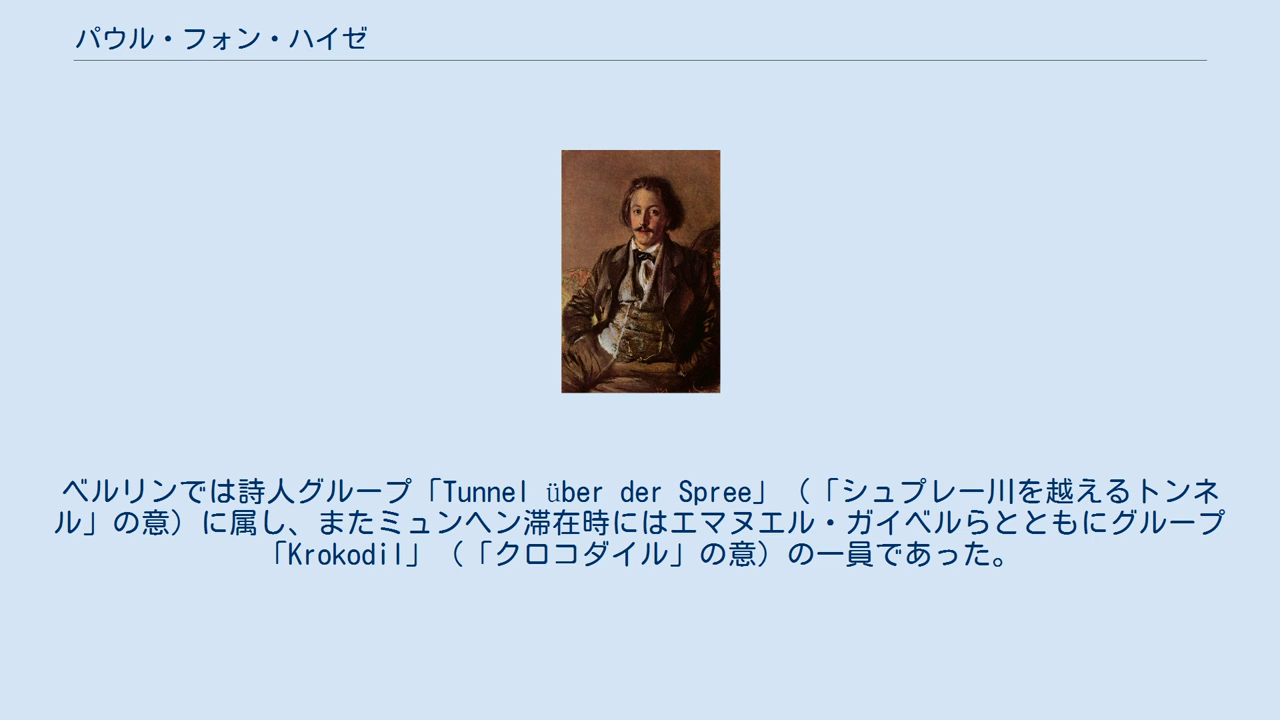 パウル・フォン・ハイゼ
ベルリンでは詩人グループ「Tunnel über der Spree」（「シュプレー川を越えるトンネ
ル」の意）に属し、またミュンヘン滞在時にはエマヌエル・ガイベルらとともにグループ
「Krokodil」（「クロコダイル」の意）の一員であった。